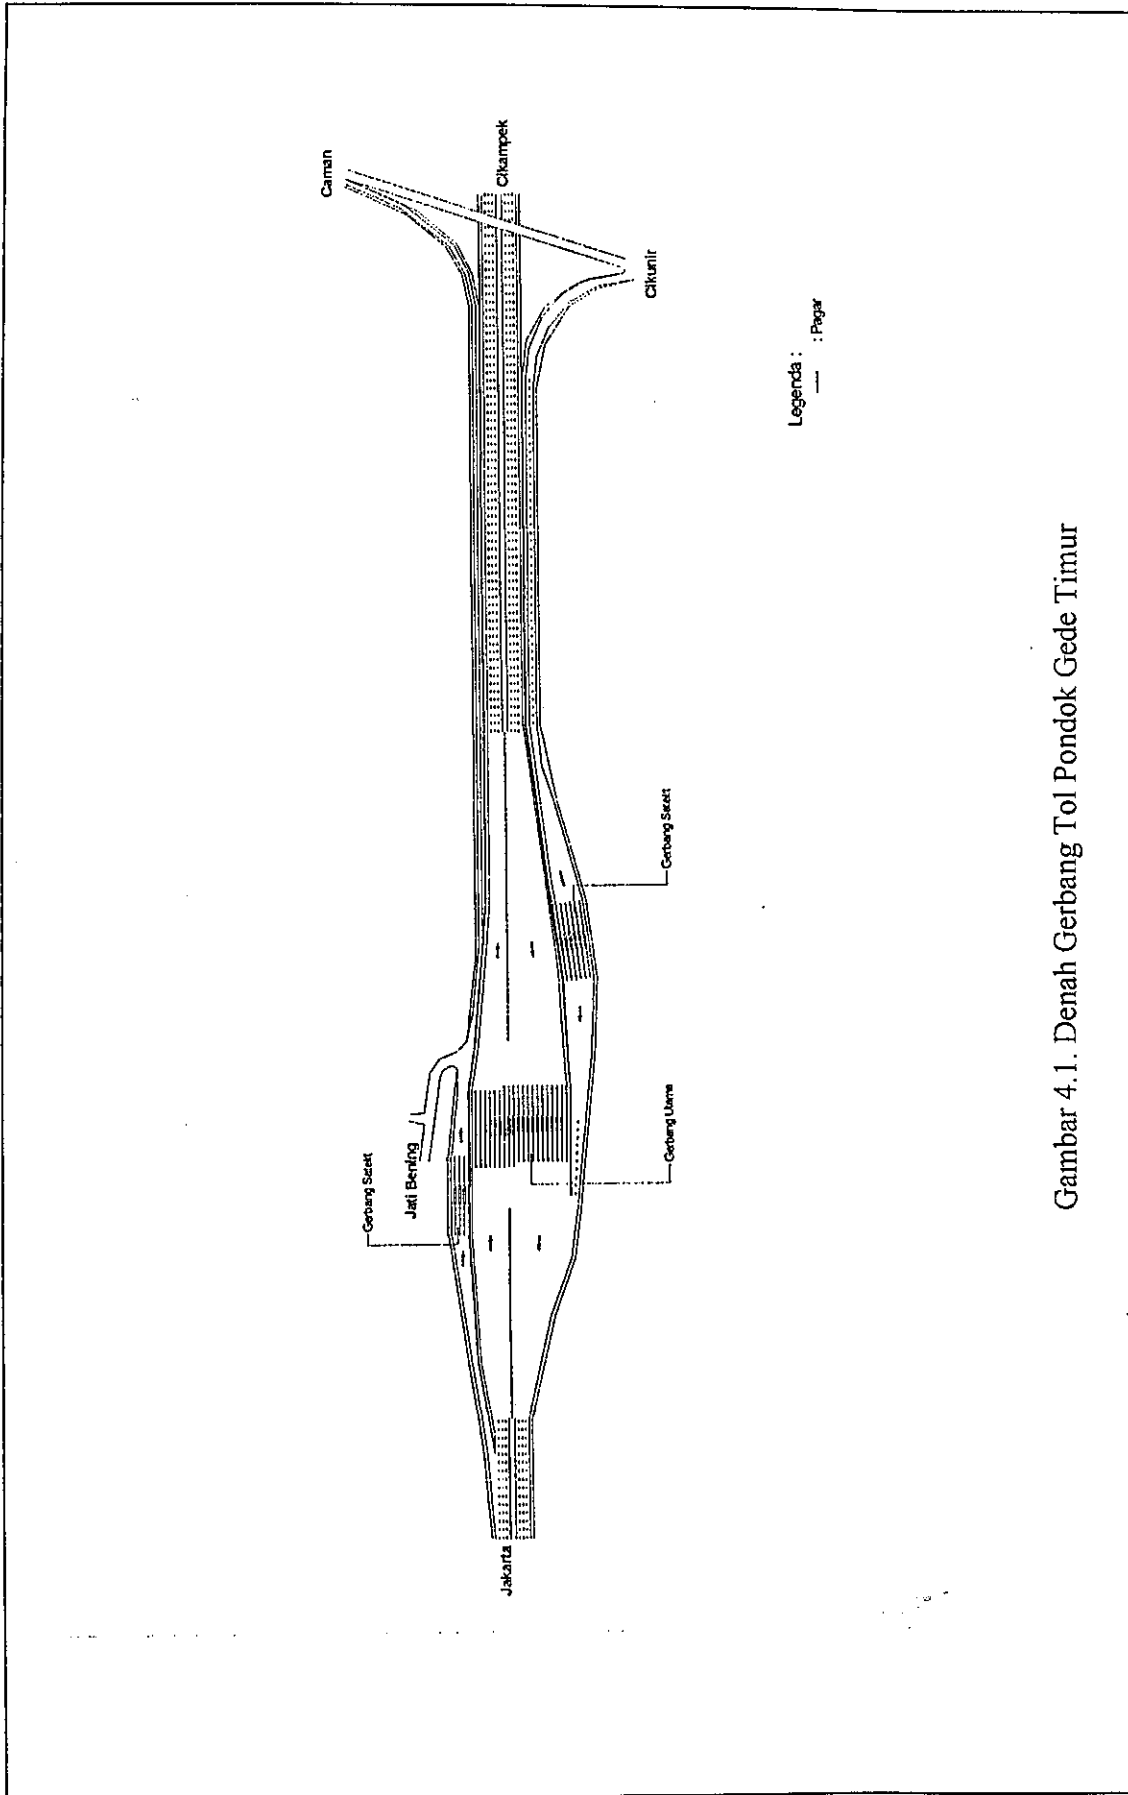 Caman
Cikampek
Cikunir
Legenda :
: Pagar
Gerbang Satelit
Gerbang Satelit
Jati Bening
Gerbang Utama
Jakarta
Gambar 4.1. Denah Gerbang Tol Pondok Gede Timur